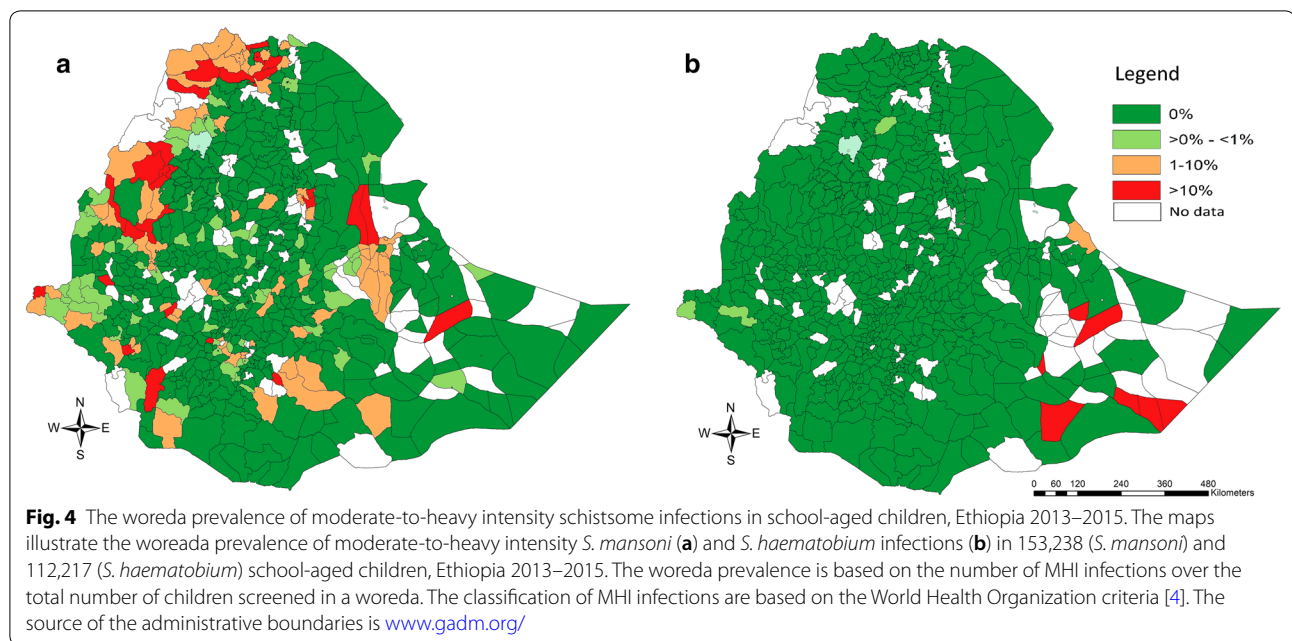 a
b
Legend
0%
>0% - <1%
1-10%
>10%
No data
N
W E
S
N
W E
S
0 60 120 240 360 480
Kilometers
Fig. 4 The woreda prevalence of moderate-to-heavy intensity schistsome infections in school-aged children, Ethiopia 2013–2015. The maps
illustrate the woreada prevalence of moderate-to-heavy intensity S. mansoni (a) and S. haematobium infections (b) in 153,238 (S. mansoni) and
112,217 (S. haematobium) school-aged children, Ethiopia 2013–2015. The woreda prevalence is based on the number of MHI infections over the
total number of children screened in a woreda. The classification of MHI infections are based on the World Health Organization criteria [4]. The
source of the administrative boundaries is www.gadm.org/